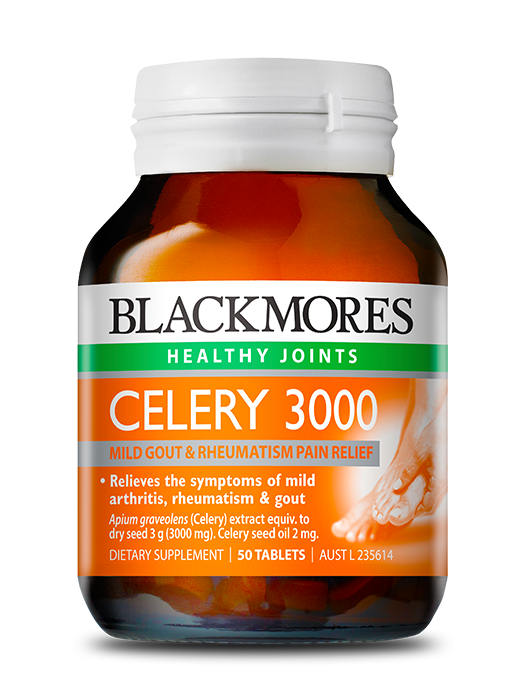 BLACKMORES
HEALTHY JOINTS
CELERY 3000
MILD GOUT & RHEUMATISM PAIN RELIEF
• Relieves the symptoms of mild
arthritis, rheumatism & gout
Apium graveolens (Celery) extract equiv. to
dry seed 3 g (3000 mg). Celery seed oil 2 mg.
DIETARY SUPPLEMENT | 50 TABLETS | AUST L 235614